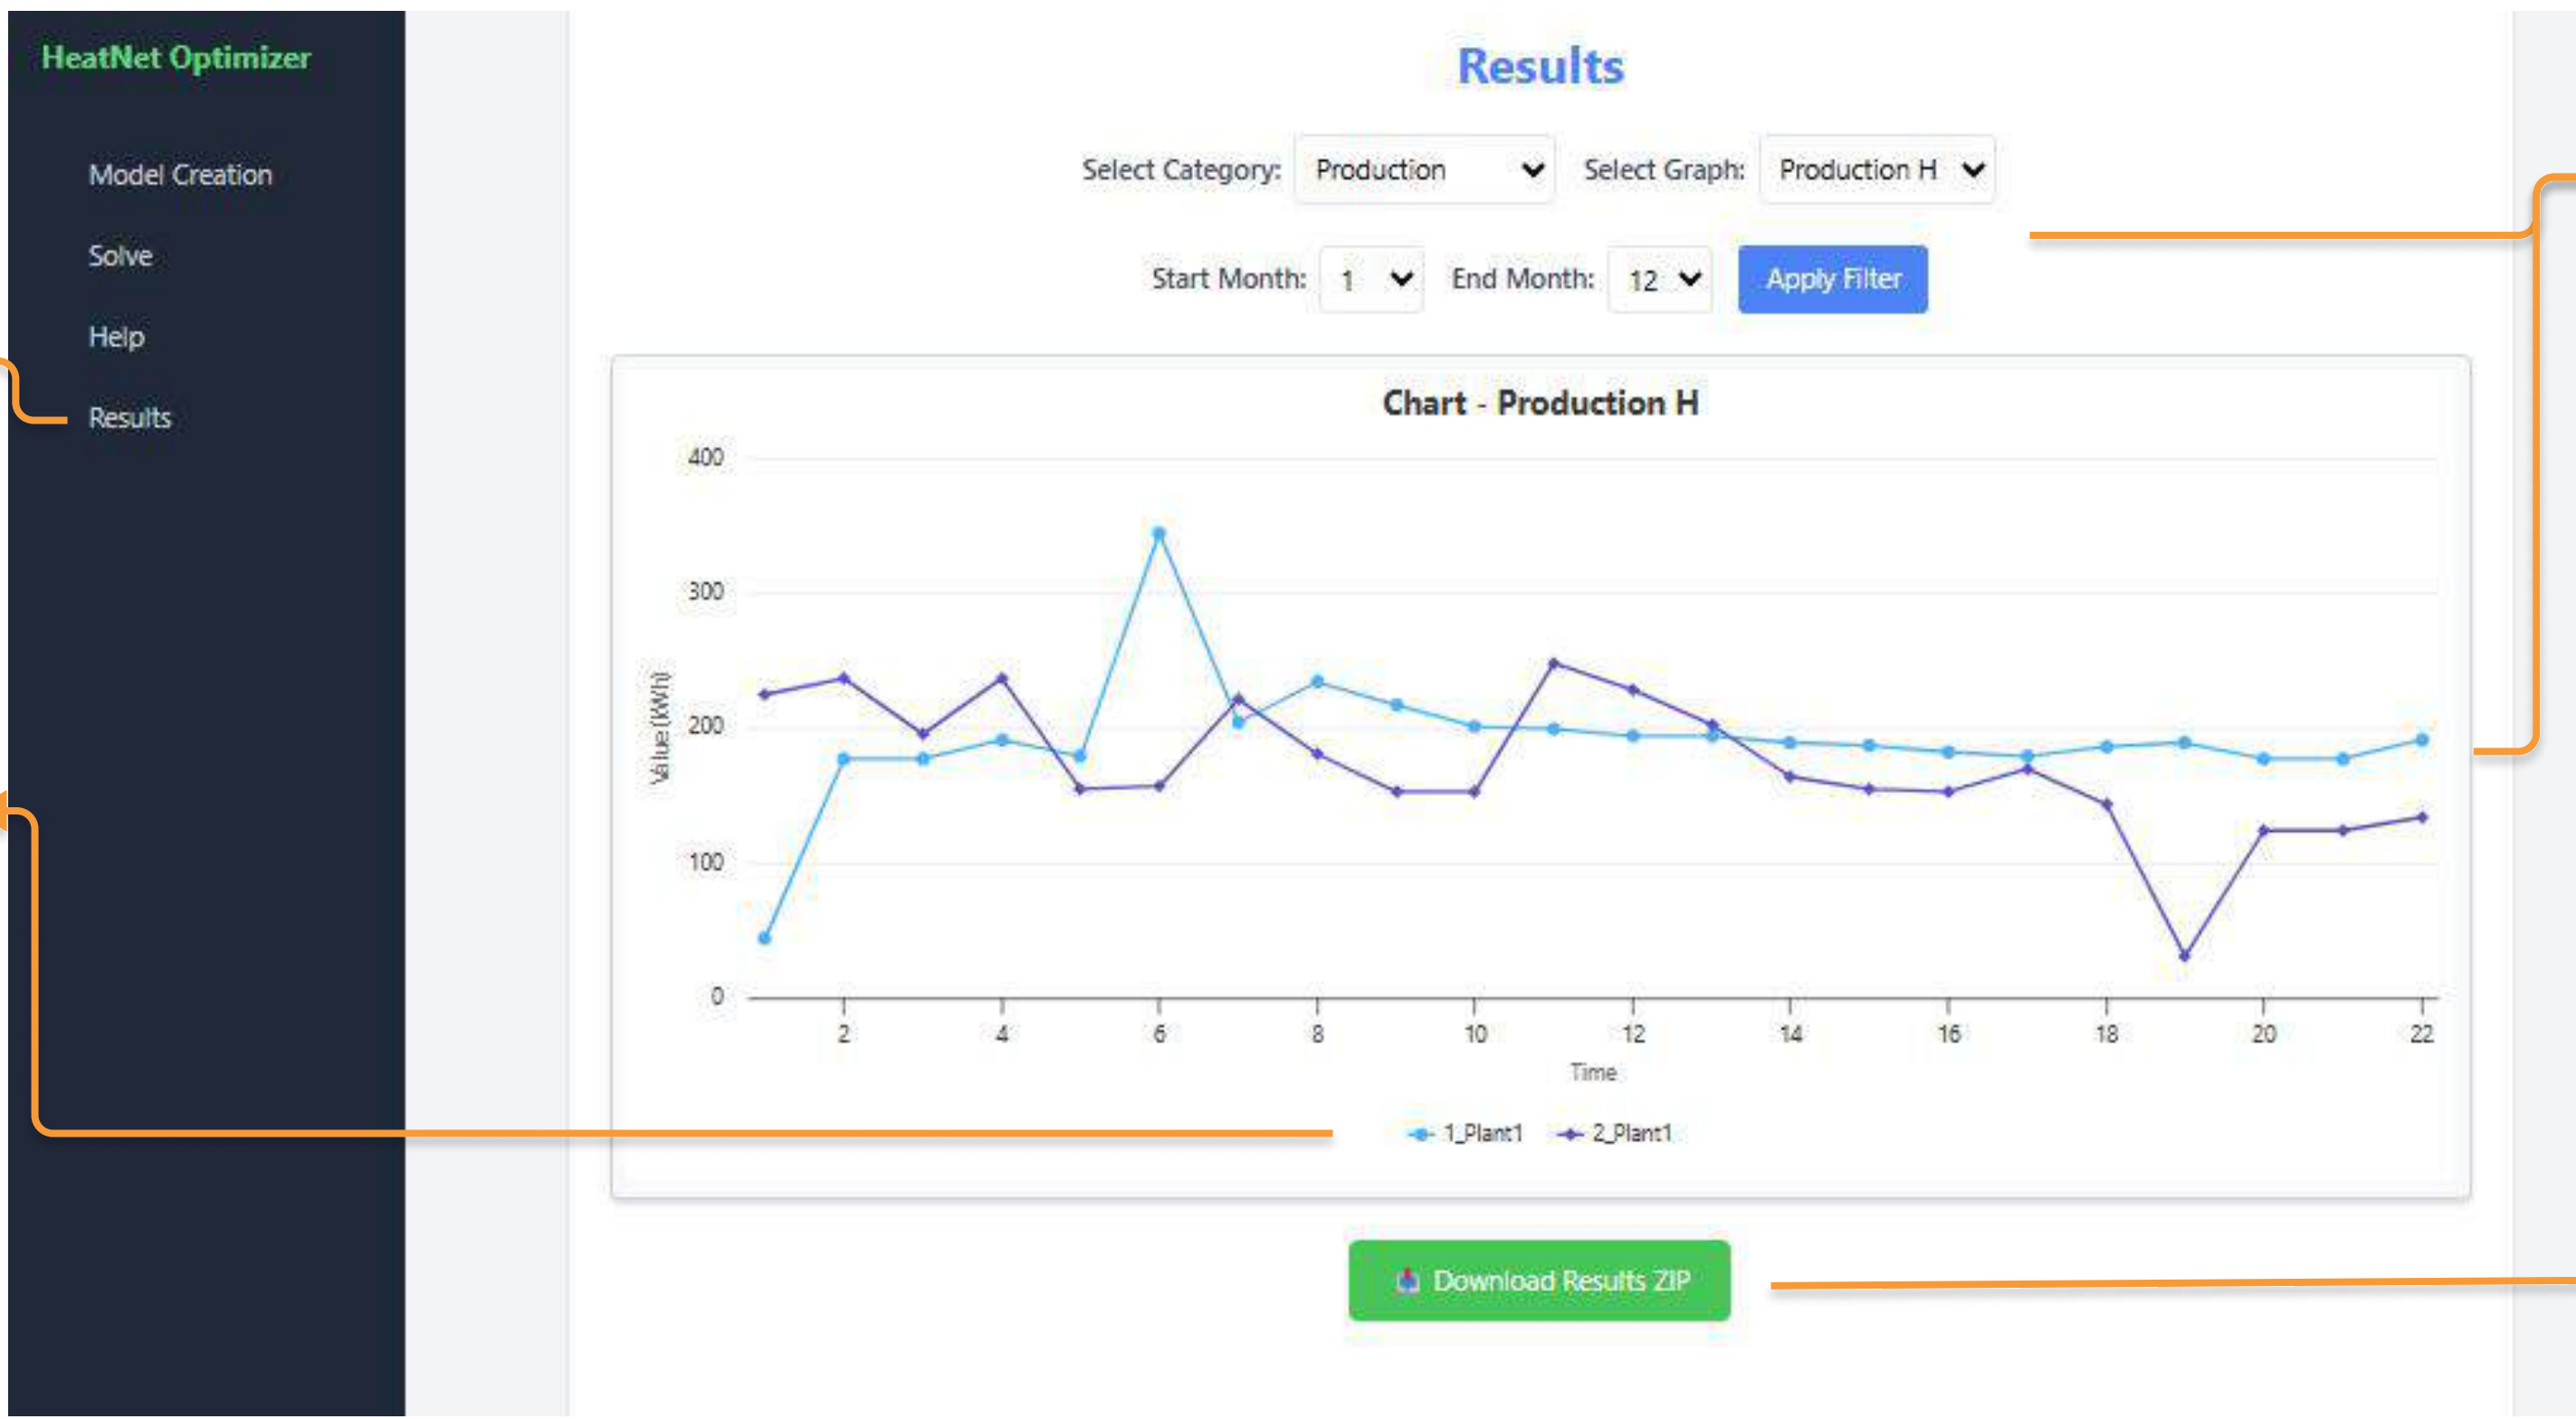 HeatNet Optimizer
Model Creation
Solve
Help
Results
Results
Select Category: Production Select Graph: Production H
Start Month: 1 End Month: 12 Apply Filter
Chart - Production H
400
300
200
100
0
Value (kWh)
2 4 6 8 10 12 14 16 18 20 22
Time
1_Plant1 2_Plant1
Download Results ZIP